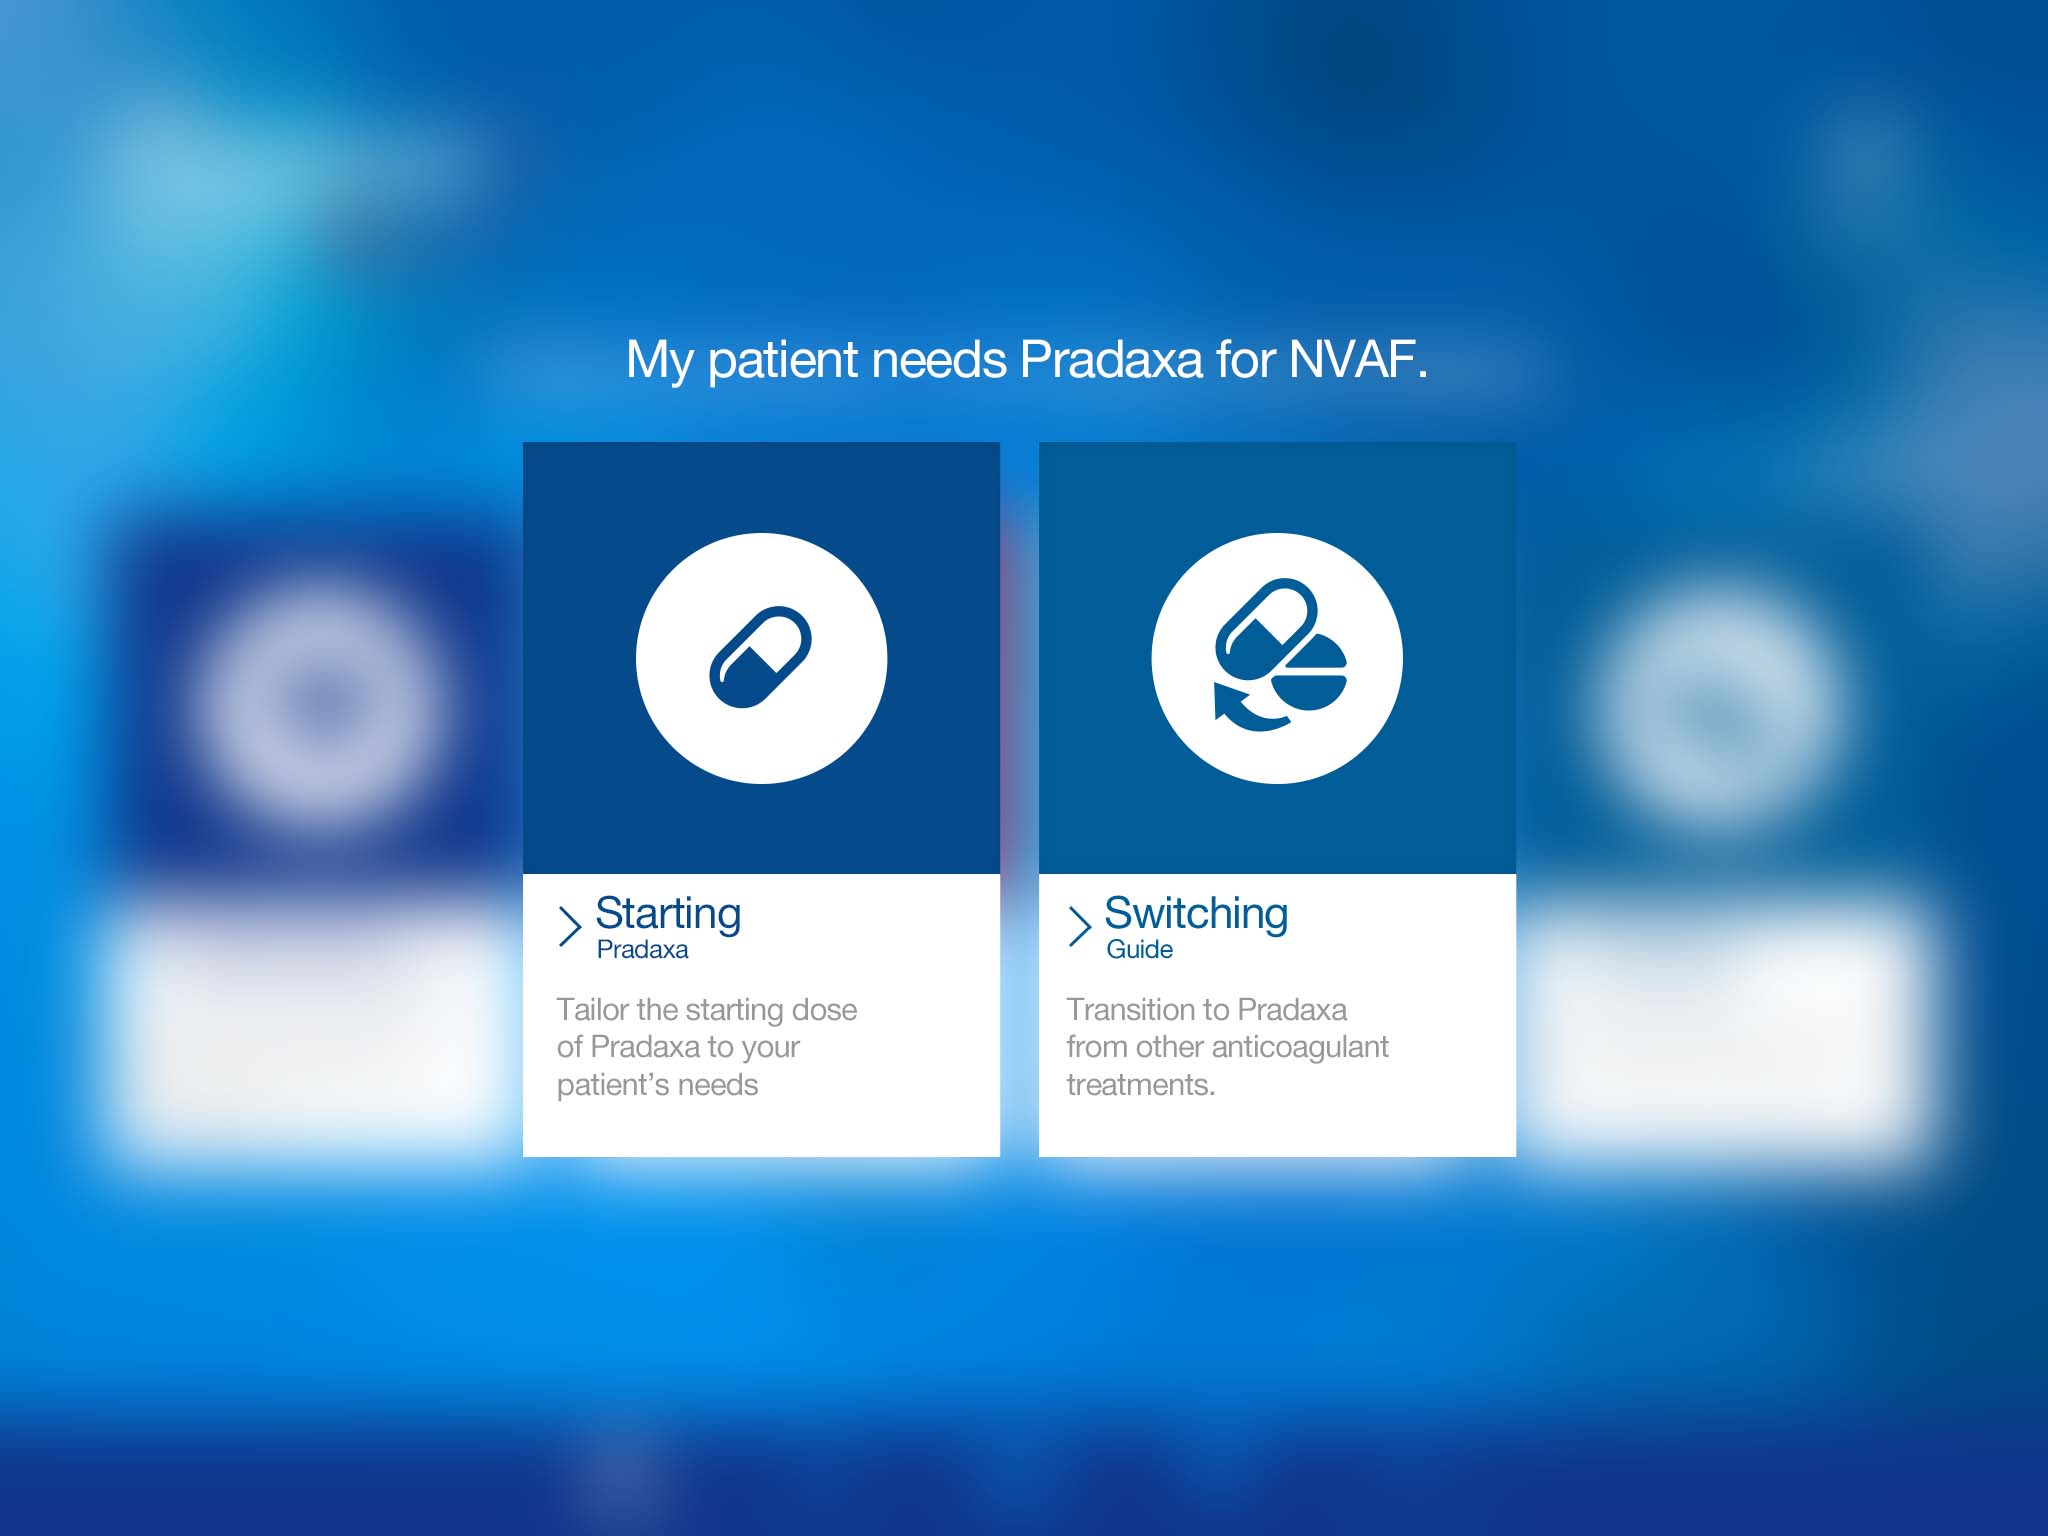 My patient needs Pradaxa for NVAF.
Starting
Pradaxa
Tailor the starting dose
of Pradaxa to your
patient’s needs
Switching
Guide
Transition to Pradaxa
from other anticoagulant
treatments.